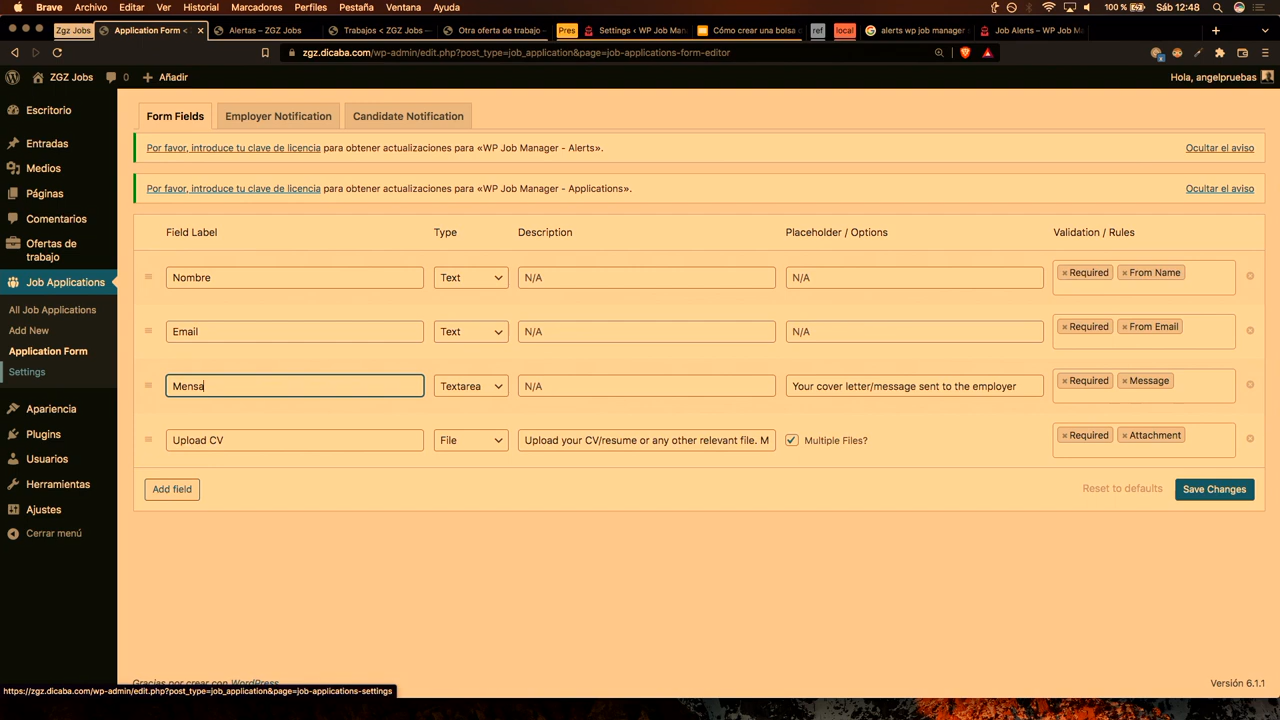 Brave Archivo Editar Ver Historial Marcadores Perfiles Pestaña Ventana Ayuda 100 % Sáb 12:48
Zgz Jobs Application Form < Alertas – ZGZ Jobs Trabajos < ZGZ Jobs — Otra oferta de trabajo – Pres Settings < WP Job Man Cómo crear una bolsa c ref local alerts wp job manager Job Alerts – WP Job Ma
zgz.dicaba.com/wp-admin/edit.php?post_type=job_application&page=job-applications-form-editor
ZGZ Jobs 0 Añadir Hola, angelpruebas
Escritorio
Entradas
Medios
Páginas
Comentarios
Ofertas de
trabajo
Job Applications
All Job Applications
Add New
Application Form
Settings
Apariencia
Plugins
Usuarios
Herramientas
Ajustes
Cerrar menú
Form Fields Employer Notification Candidate Notification
Por favor, introduce tu clave de licencia para obtener actualizaciones para «WP Job Manager - Alerts». Ocultar el aviso
Por favor, introduce tu clave de licencia para obtener actualizaciones para «WP Job Manager - Applications». Ocultar el aviso
Field Label Type Description Placeholder / Options Validation / Rules
Nombre Text N/A N/A × Required × From Name
Email Text N/A N/A × Required × From Email
Mensa Textarea N/A Your cover letter/message sent to the employer × Required × Message
Upload CV File Upload your CV/resume or any other relevant file. M Multiple Files? × Required × Attachment
Add field Reset to defaults Save Changes
Gracias por crear con WordPress. Versión 6.1.1
https://zgz.dicaba.com/wp-admin/edit.php?post_type=job_application&page=job-applications-settings